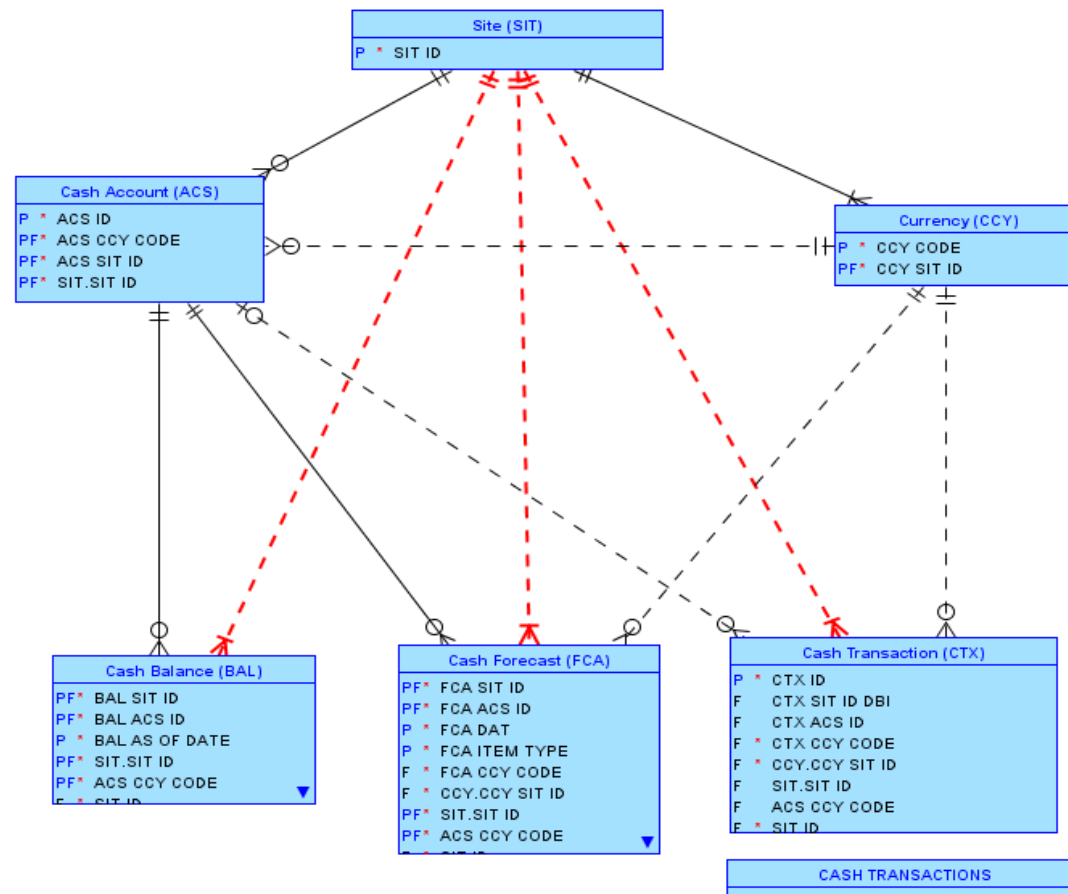 Site (SIT)
P * SIT ID
Cash Account (ACS)
P * ACS ID
PF* ACS CCY CODE
PF* ACS SIT ID
PF* SIT.SIT ID
Currency (CCY)
P * CCY CODE
PF* CCY SIT ID
Cash Balance (BAL)
PF* BAL SIT ID
PF* BAL ACS ID
P * BAL AS OF DATE
PF* SIT.SIT ID
PF* ACS CCY CODE
F * SIT ID
Cash Forecast (FCA)
PF* FCA SIT ID
PF* FCA ACS ID
P * FCA DAT
P * FCA ITEM TYPE
F * FCA CCY CODE
F * CCY.CCY SIT ID
PF* SIT.SIT ID
PF* ACS CCY CODE
F * SIT ID
Cash Transaction (CTX)
P * CTX ID
F CTX SIT ID DBI
F CTX ACS ID
F * CTX CCY CODE
F * CCY.CCY SIT ID
F SIT.SIT ID
F ACS CCY CODE
F * SIT ID
CASH TRANSACTIONS